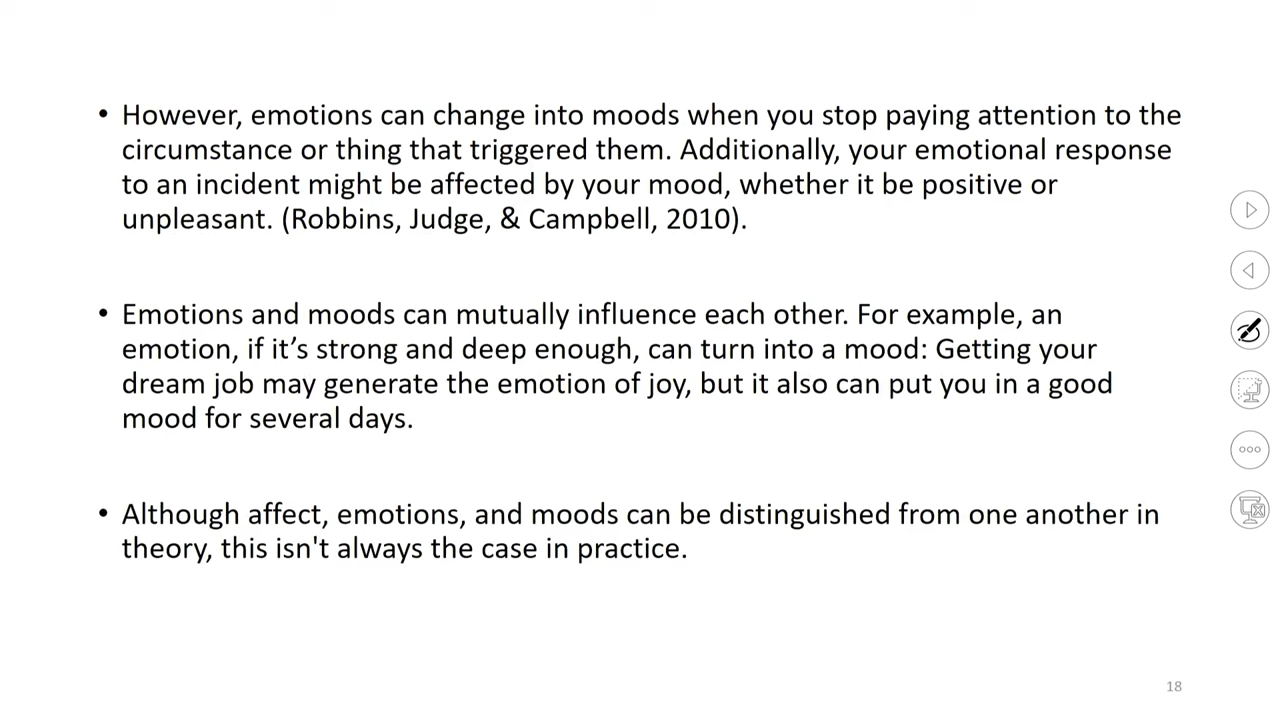 • However, emotions can change into moods when you stop paying attention to the
circumstance or thing that triggered them. Additionally, your emotional response
to an incident might be affected by your mood, whether it be positive or
unpleasant. (Robbins, Judge, & Campbell, 2010).
• Emotions and moods can mutually influence each other. For example, an
emotion, if it’s strong and deep enough, can turn into a mood: Getting your
dream job may generate the emotion of joy, but it also can put you in a good
mood for several days.
• Although affect, emotions, and moods can be distinguished from one another in
theory, this isn't always the case in practice.
18